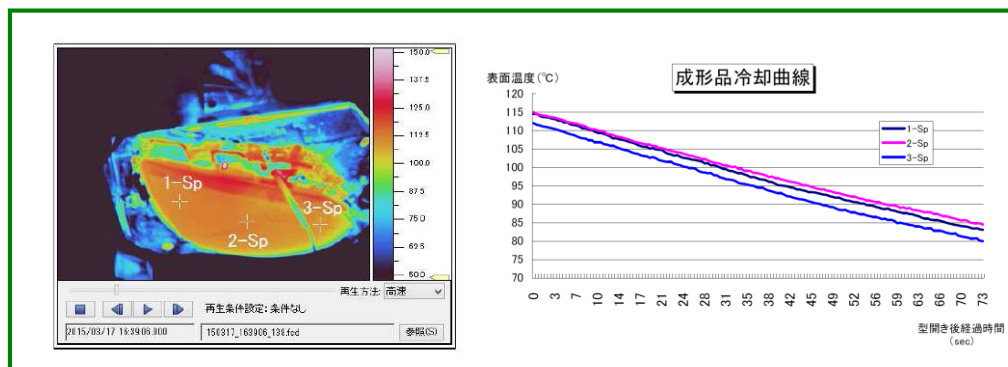 150.0
137.5
125.0
112.5
100.0
87.5
75.0
62.5
50.0
1-Sp
2-Sp
3-Sp
再生方法: 高速
再生条件設定: 条件なし
2015/03/17 16:39:06.000
150317_163906_138.fsd
参照(S)
成形品冷却曲線
表面温度(℃)
115
110
105
100
95
90
85
80
75
70
1-Sp
2-Sp
3-Sp
0 3 7 10 14 17 21 24 28 31 35 38 42 45 49 52 56 59 63 66 70 73
型開き後経過時間
(sec)